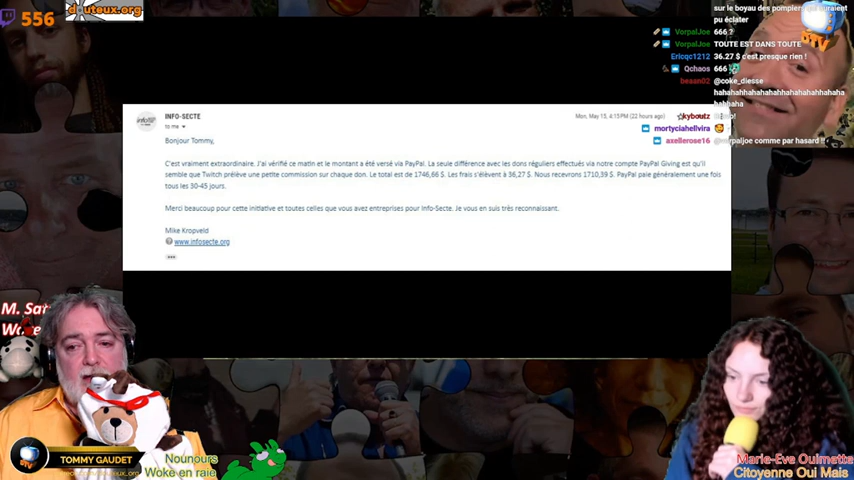 556
douteux.org
sur le boyau des pompiers
pu éclater
VorpalJoe 666 ?
VorpalJoe
TOUTE EST DANS TOUTE
Ericqc1212
36.27 $ c'est presque rien !
Qchaos 666
beaan02 @coke_diesse
hahahahahahahahahahahahahaha
hahbaha
kyboutz
mortyciahellvira
axellerose16 @vorpaljoe comme par hasard !!
INFO-SECTE
to me
Mon, May 15, 4:15 PM (22 hours ago)
Bonjour Tommy,
C'est vraiment extraordinaire. J'ai vérifié ce matin et le montant a été versé via PayPal. La seule différence avec les dons réguliers effectués via notre compte PayPal Giving est qu'il
semble que Twitch prélève une petite commission sur chaque don. Le total est de 1746,66 $. Les frais s'élèvent à 36,27 $. Nous recevrons 1710,39 $. PayPal paie généralement une fois
tous les 30-45 jours.
Merci beaucoup pour cette initiative et toutes celles que vous avez entreprises pour Info-Secte. Je vous en suis très reconnaissant.
Mike Kropveld
www.infosecte.org
M. Sat
TOMMY GAUDET
Nounours
Woke en raie
Marie-Eve Ouimette
Citoyenne Oui Mais